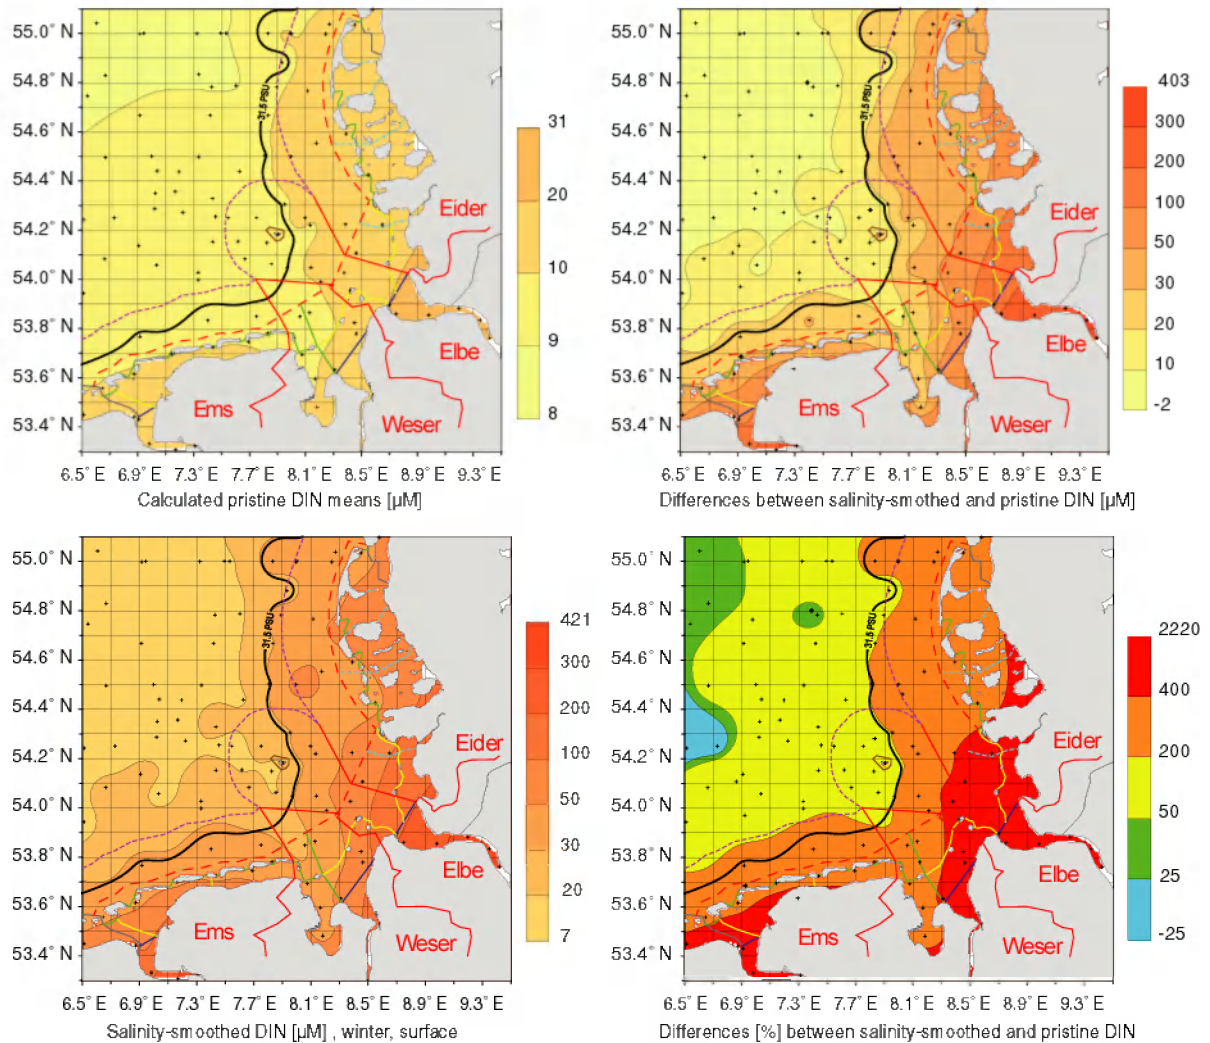 55.0° N
54.8° N
54.6° N
54.4° N
54.2° N
54.0° N
53.8° N
53.6° N
53.4° N
31.5 PSU
Eider
Elbe
Ems
Weser
31
20
10
9
8
6.5° E 6.9° E 7.3° E 7.7° E 8.1° E 8.5° E 8.9° E 9.3° E
Calculated pristine DIN means [µM]
55.0° N
54.8° N
54.6° N
54.4° N
54.2° N
54.0° N
53.8° N
53.6° N
53.4° N
31.5 PSU
Eider
Elbe
Ems
Weser
403
300
200
100
50
30
20
10
-2
6.5° E 6.9° E 7.3° E 7.7° E 8.1° E 8.5° E 8.9° E 9.3° E
Differences between salinity-smothed and pristine DIN [µM]
55.0° N
54.8° N
54.6° N
54.4° N
54.2° N
54.0° N
53.8° N
53.6° N
53.4° N
31.5 PSU
Eider
Elbe
Ems
Weser
421
300
200
100
50
30
20
7
6.5° E 6.9° E 7.3° E 7.7° E 8.1° E 8.5° E 8.9° E 9.3° E
Salinity-smoothed DIN [µM] , winter, surface
55.0° N
54.8° N
54.6° N
54.4° N
54.2° N
54.0° N
53.8° N
53.6° N
53.4° N
31.5 PSU
Eider
Elbe
Ems
Weser
2220
400
200
50
25
-25
6.5° E 6.9° E 7.3° E 7.7° E 8.1° E 8.5° E 8.9° E 9.3° E
Differences [%] between salinity-smothed and pristine DIN